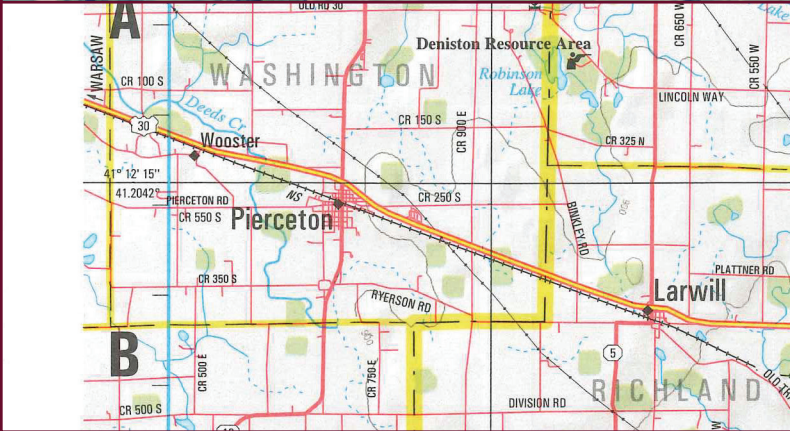 A
OLD RD 30
Deniston Resource Area
CR 650 W
Lake
WARSAW
CR 100 S
WASHINGTON
Robinson
Lake
CR 550 W
LINCOLN WAY
Deeds Cr
30
CR 150 S
CR 900 E
CR 325 N
Wooster
41° 12' 15"
41.2042°
PIERCETON RD
NS
CR 250 S
CR 550 S
Pierceton
BINKLEY RD
950
CR 350 S
PLATTNER RD
RYERSON RD
Larwill
B
CR 500 E
CR 750 E
5
RICHLAND
CR 500 S
DIVISION RD